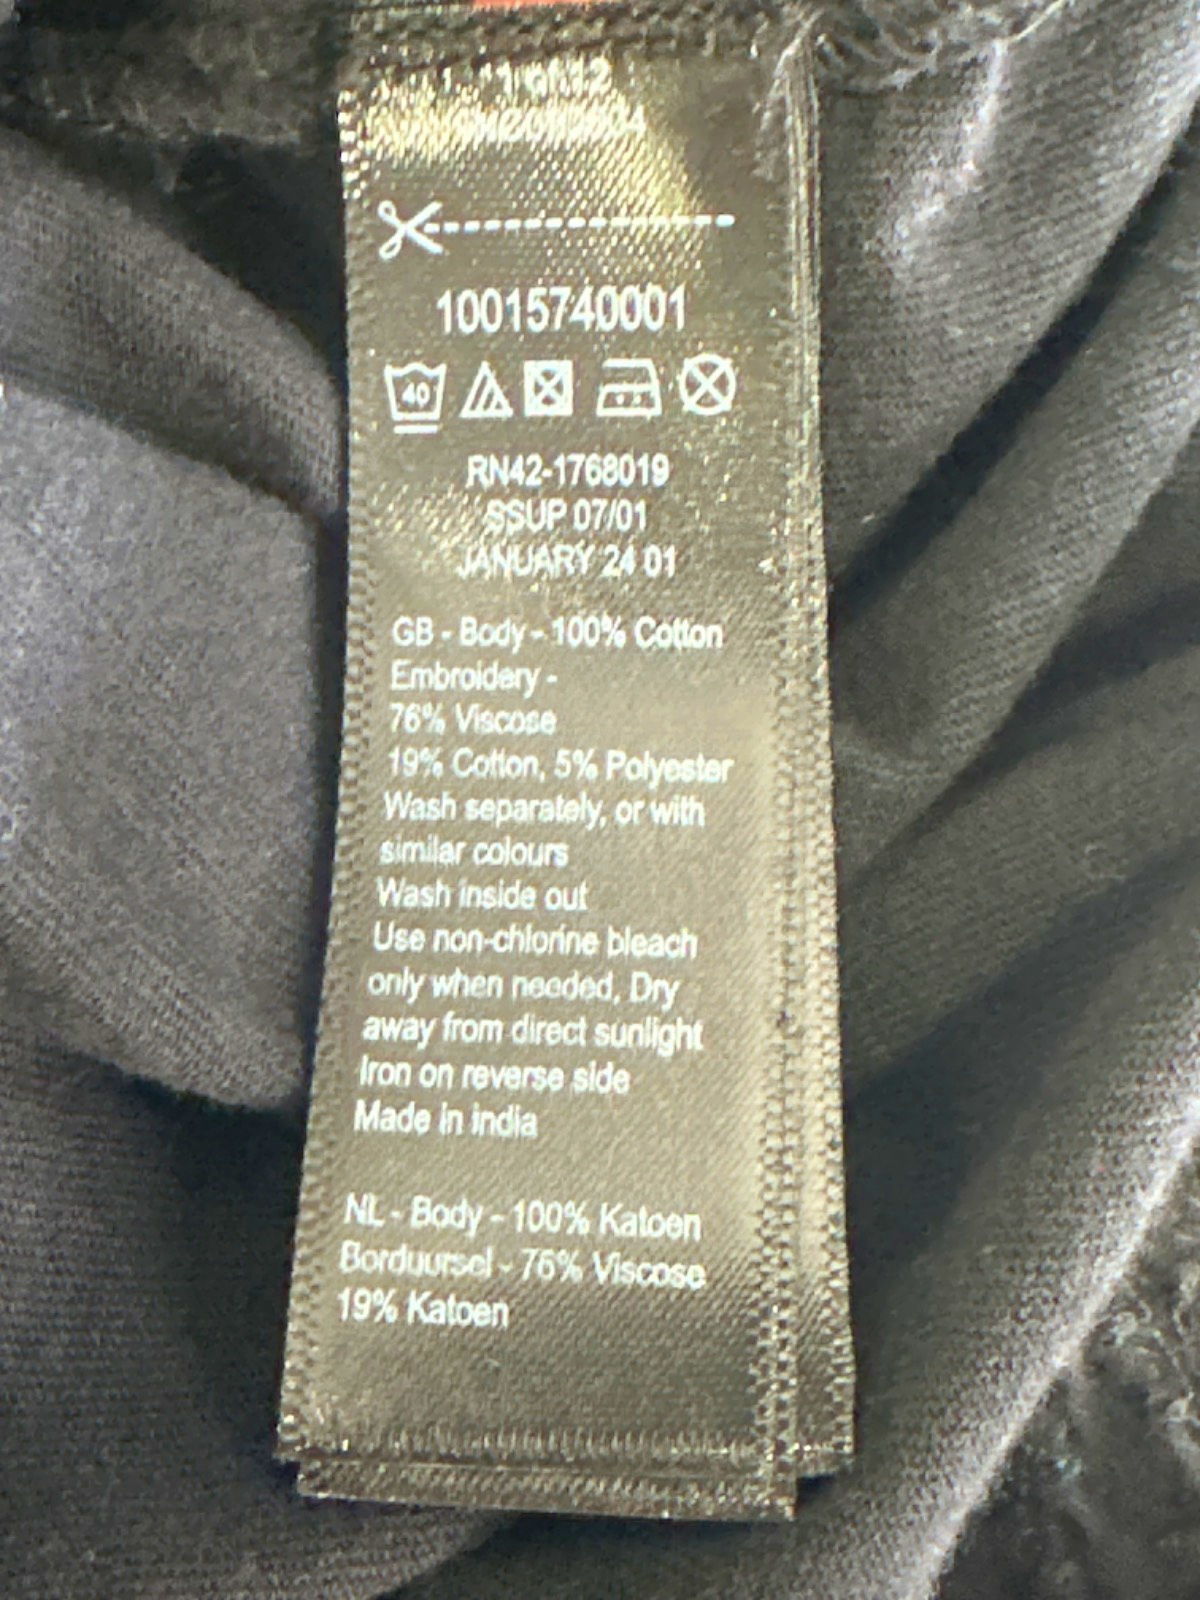 10015740001
40
RN42-1768019
SSUP 07/01
JANUARY 24 01
GB - Body - 100% Cotton
Embroidery -
76% Viscose
19% Cotton, 5% Polyester
Wash separately, or with
similar colours
Wash inside out
Use non-chlorine bleach
only when needed, Dry
away from direct sunlight
Iron on reverse side
Made in india
NL - Body - 100% Katoen
Borduursel - 76% Viscose
19% Katoen